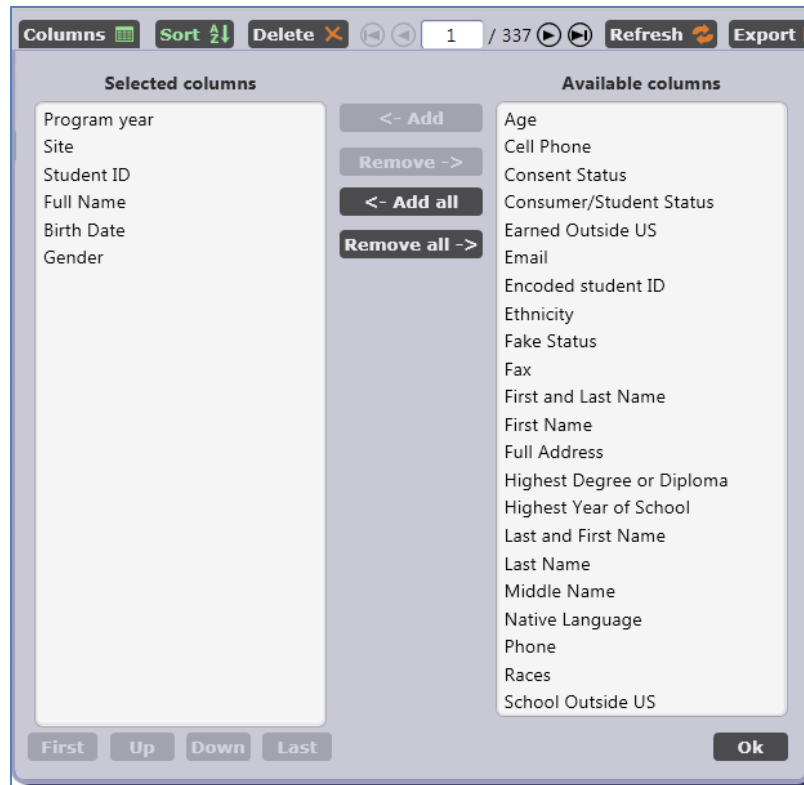 Columns Sort Delete 1 / 337 Refresh Export
Selected columns
Program year
Site
Student ID
Full Name
Birth Date
Gender
<- Add
Remove ->
<- Add all
Remove all ->
Available columns
Age
Cell Phone
Consent Status
Consumer/Student Status
Earned Outside US
Email
Encoded student ID
Ethnicity
Fake Status
Fax
First and Last Name
First Name
Full Address
Highest Degree or Diploma
Highest Year of School
Last and First Name
Last Name
Middle Name
Native Language
Phone
Races
School Outside US
First Up Down Last
Ok